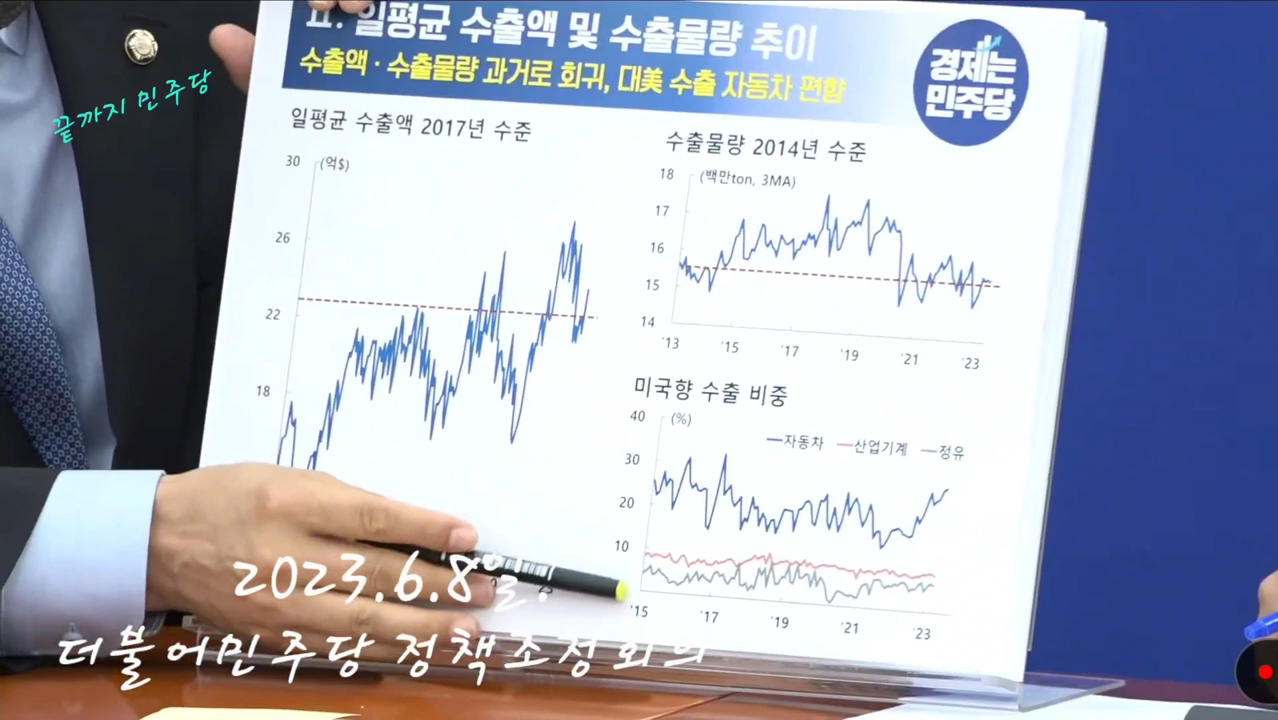 일평균 수출액 및 수출물량 추이
수출액 · 수출물량 과거로 회귀, 대美 수출 자동차 편향
경제는
민주당
끝까지 민주당
일평균 수출액 2017년 수준
30 (억$)
26
22
18
수출물량 2014년 수준
18 (백만ton, 3MA)
17
16
15
14
'13 '15 '17 '19 '21 '23
미국향 수출 비중
40 (%)
자동차 산업기계 정유
30
20
10
'15 '17 '19 '21 '23
2023.6.8일.
더불어민주당 정책조정회의